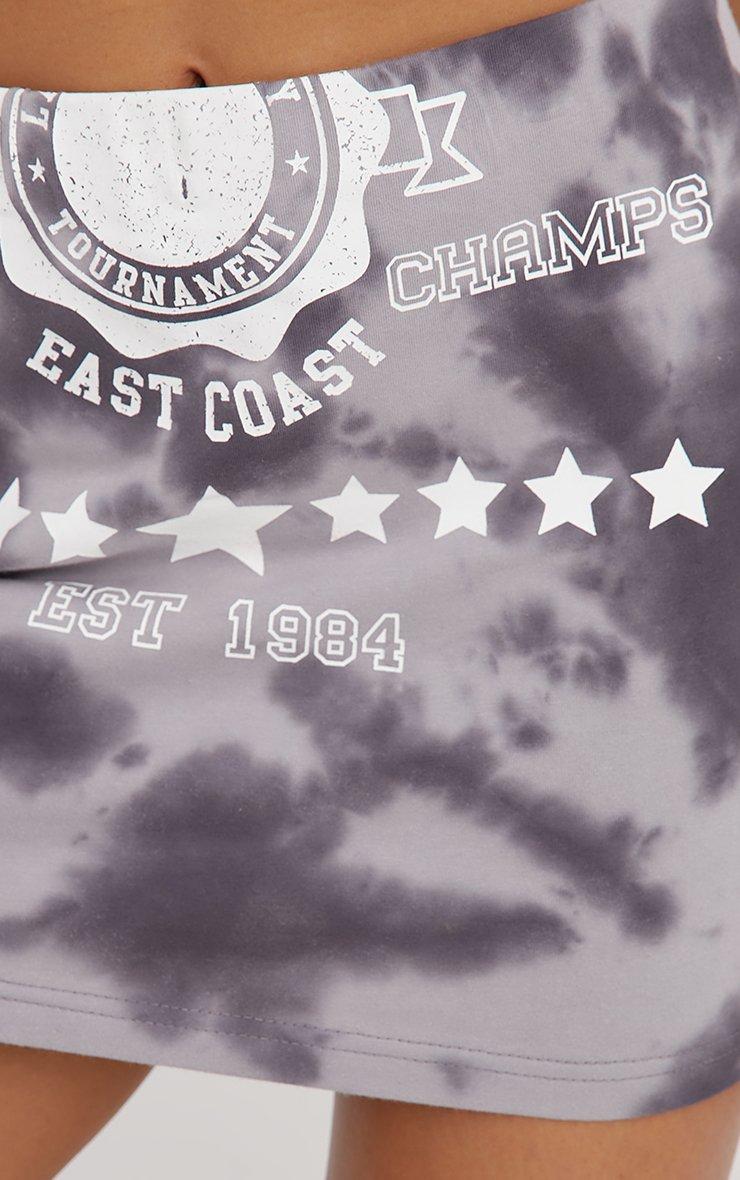 TOURNAMENT
CHAMPS
EAST COAST
EST 1984